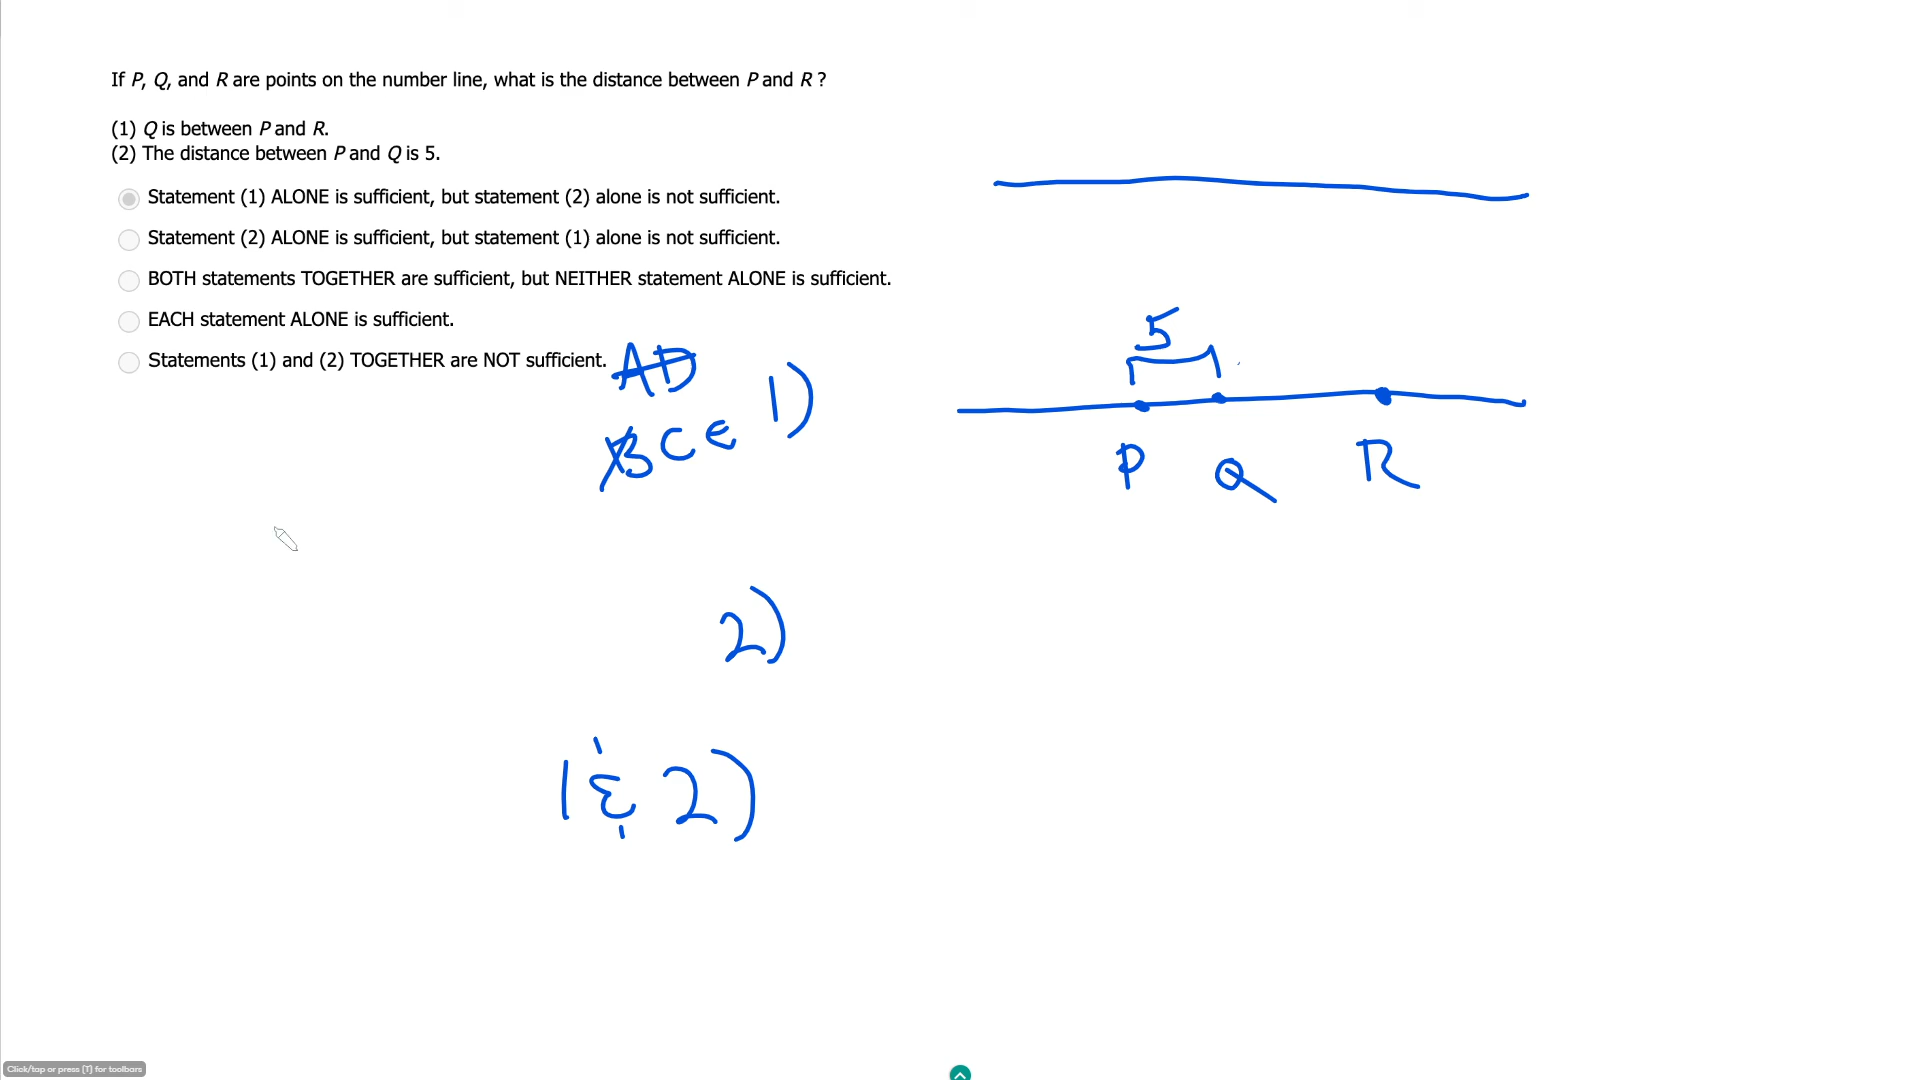 If P, Q, and R are points on the number line, what is the distance between P and R ?
(1) Q is between P and R.
(2) The distance between P and Q is 5.
Statement (1) ALONE is sufficient, but statement (2) alone is not sufficient.
Statement (2) ALONE is sufficient, but statement (1) alone is not sufficient.
BOTH statements TOGETHER are sufficient, but NEITHER statement ALONE is sufficient.
EACH statement ALONE is sufficient.
Statements (1) and (2) TOGETHER are NOT sufficient.
AD
BCE
1)
5
P Q R
2)
1 & 2)
Click/tap or press [T] for toolbars